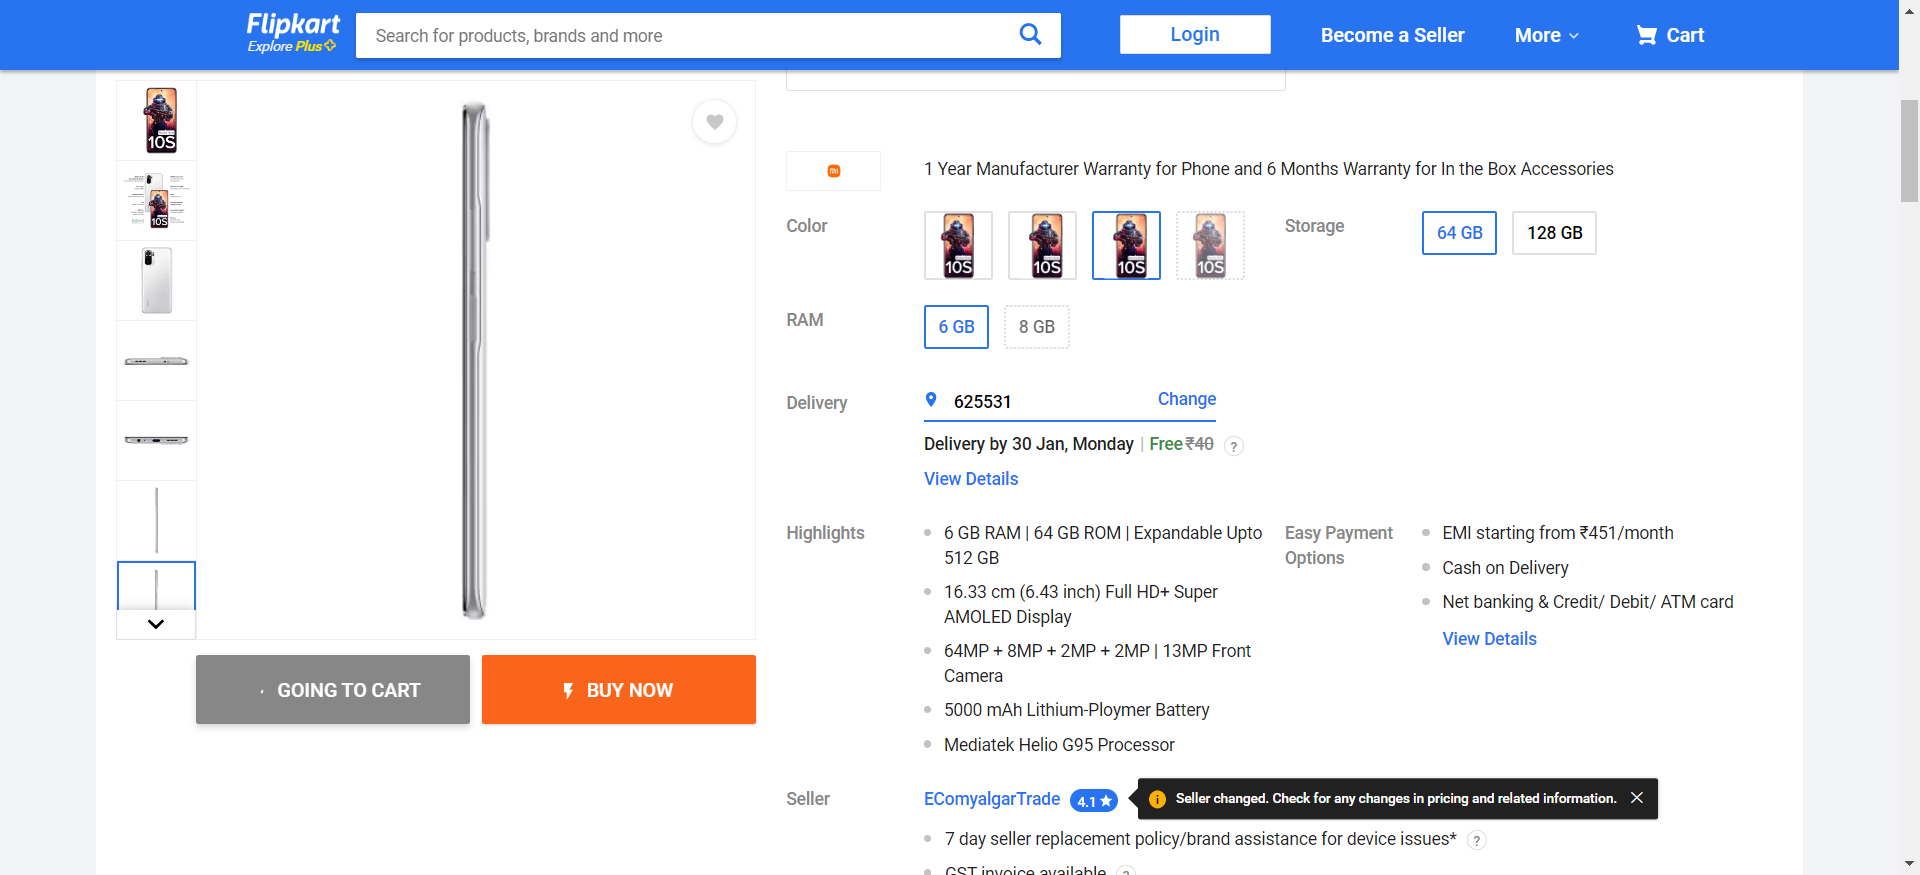 Flipkart
Explore Plus
Search for products, brands and more
Login
Become a Seller
More
Cart
10S
10S
1 Year Manufacturer Warranty for Phone and 6 Months Warranty for In the Box Accessories
Color
10S
10S
10S
10S
Storage
64 GB
128 GB
RAM
6 GB
8 GB
Delivery
625531
Change
Delivery by 30 Jan, Monday | Free ₹40 ?
View Details
Highlights
6 GB RAM | 64 GB ROM | Expandable Upto
512 GB
16.33 cm (6.43 inch) Full HD+ Super
AMOLED Display
64MP + 8MP + 2MP + 2MP | 13MP Front
Camera
5000 mAh Lithium-Ploymer Battery
Mediatek Helio G95 Processor
Easy Payment
Options
EMI starting from ₹451/month
Cash on Delivery
Net banking & Credit/ Debit/ ATM card
View Details
GOING TO CART
BUY NOW
Seller
EComyalgarTrade
4.1
Seller changed. Check for any changes in pricing and related information.
7 day seller replacement policy/brand assistance for device issues* ?
GST invoice available ?